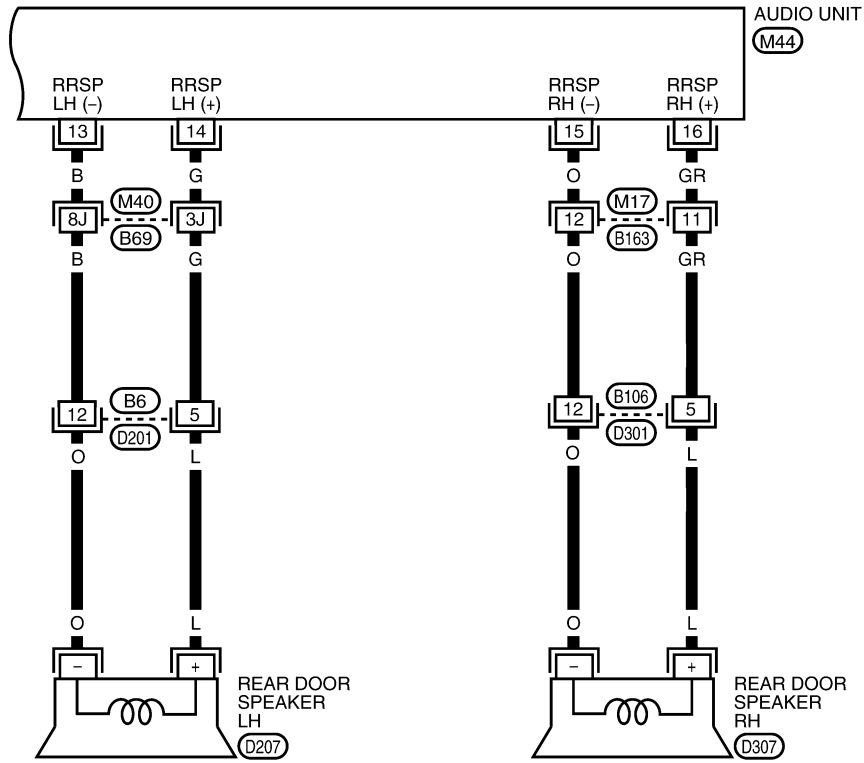 AUDIO UNIT
M44
RRSP
LH (–)
RRSP
LH (+)
RRSP
RH (–)
RRSP
RH (+)
13
14
15
16
B
G
O
GR
M40
M17
8J
3J
12
11
B69
B163
B
G
O
GR
B6
B106
12
5
12
5
D201
D301
O
L
O
L
O
L
O
L
–
+
–
+
REAR DOOR
SPEAKER
LH
D207
REAR DOOR
SPEAKER
RH
D307